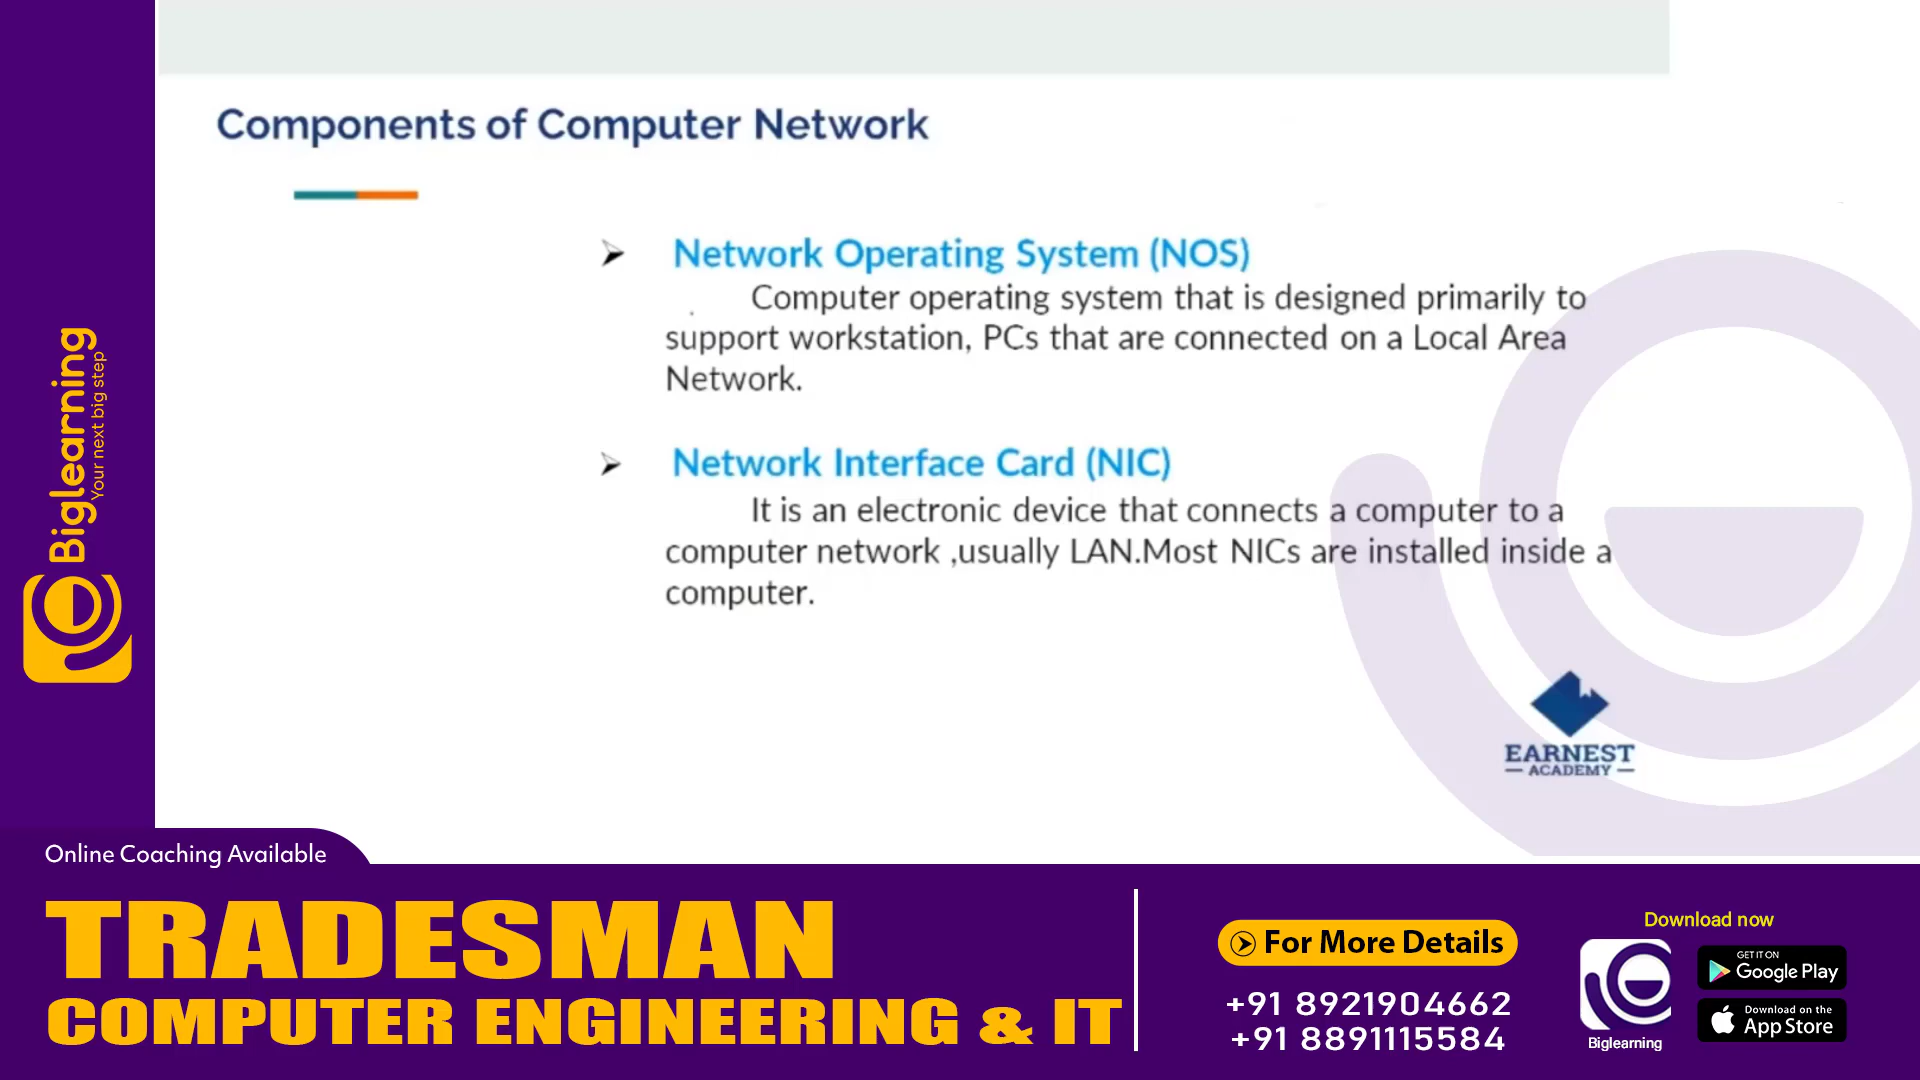 Components of Computer Network
Network Operating System (NOS)
Computer operating system that is designed primarily to
support workstation, PCs that are connected on a Local Area
Network.
Network Interface Card (NIC)
It is an electronic device that connects a computer to a
computer network ,usually LAN.Most NICs are installed inside a
computer.
EARNEST
ACADEMY
Biglearning
Your next big step
Online Coaching Available
TRADESMAN
COMPUTER ENGINEERING & IT
For More Details
+91 8921904662
+91 8891115584
Download now
GET IT ON
Google Play
Download on the
App Store
Biglearning